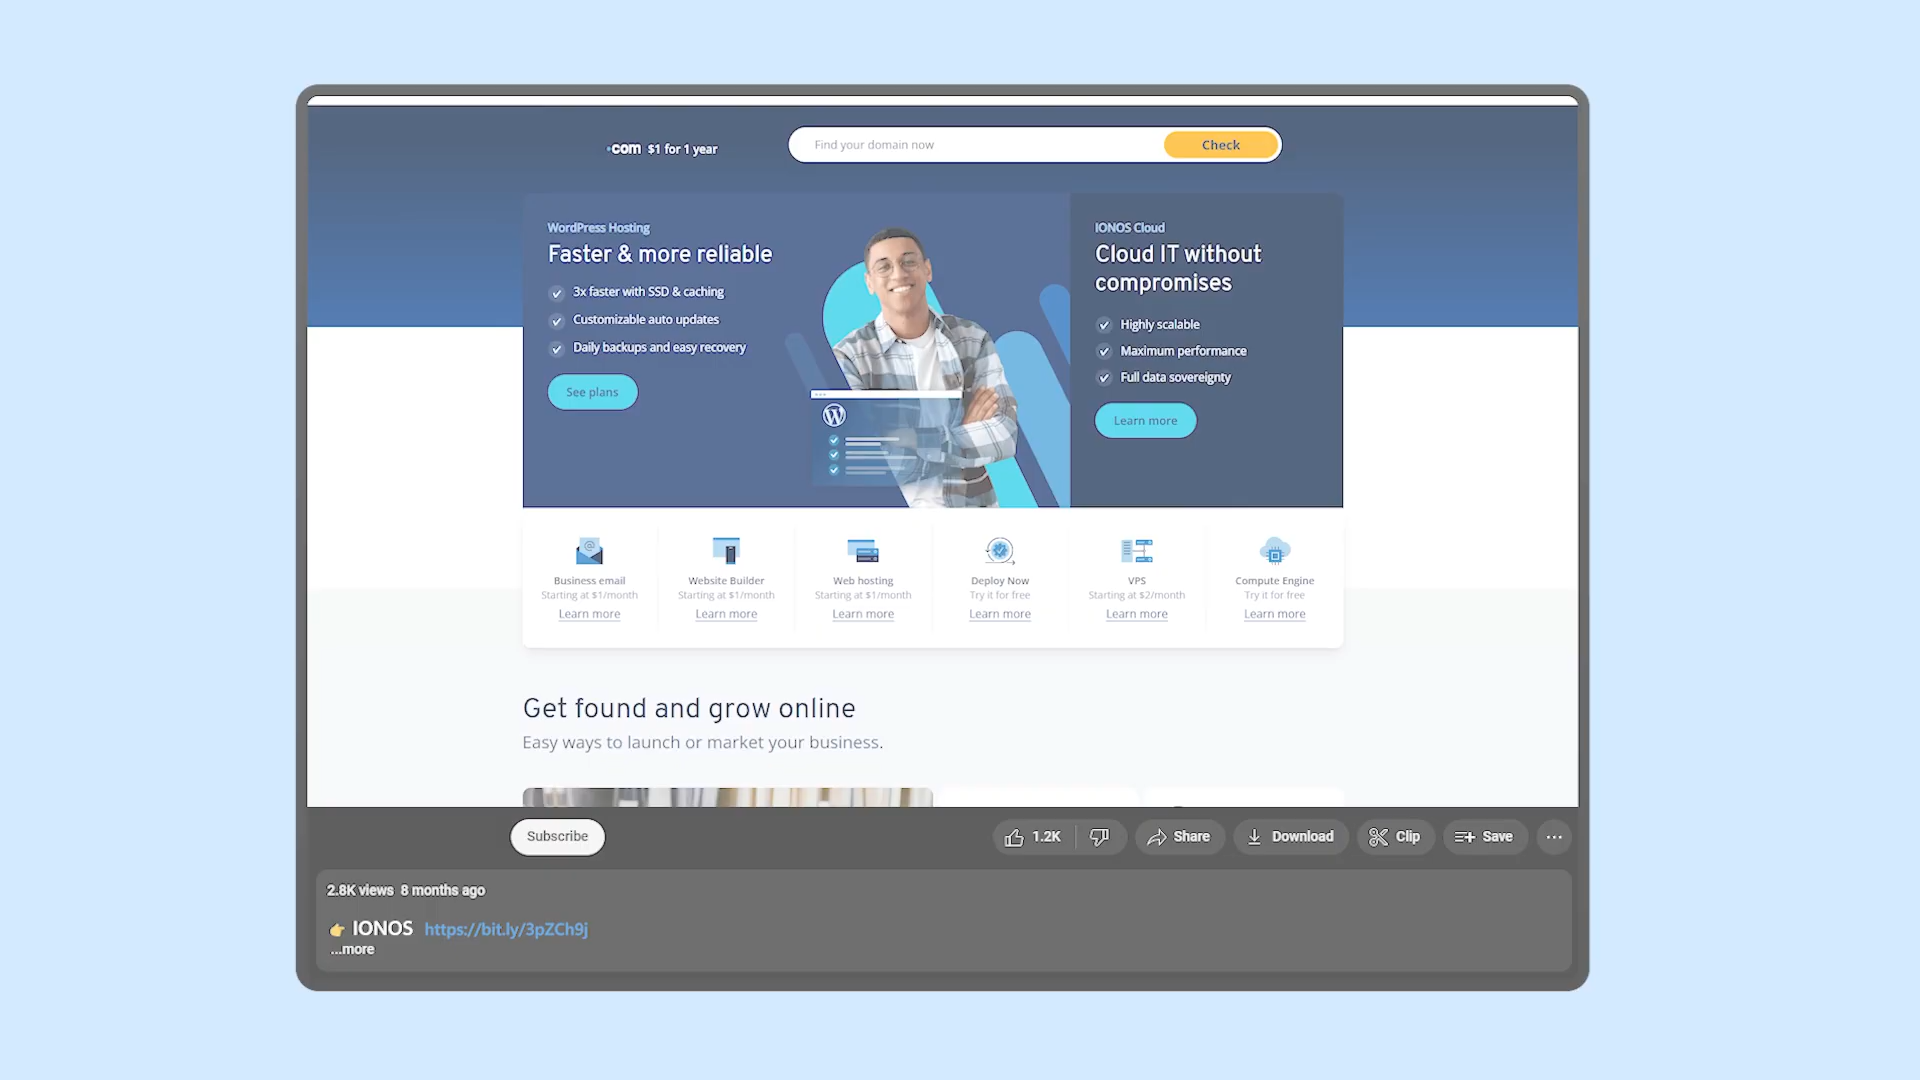 .com $1 for 1 year
Find your domain now
Check
WordPress Hosting
Faster & more reliable
3x faster with SSD & caching
Customizable auto updates
Daily backups and easy recovery
See plans
IONOS Cloud
Cloud IT without
compromises
Highly scalable
Maximum performance
Full data sovereignty
Learn more
Business email
Starting at $1/month
Learn more
Website Builder
Starting at $1/month
Learn more
Web hosting
Starting at $1/month
Learn more
Deploy Now
Try it for free
Learn more
VPS
Starting at $2/month
Learn more
Compute Engine
Try it for free
Learn more
Get found and grow online
Easy ways to launch or market your business.
Subscribe
1.2K
Share
Download
Clip
Save
2.8K views 8 months ago
👉 IONOS https://bit.ly/3pZCh9j
...more